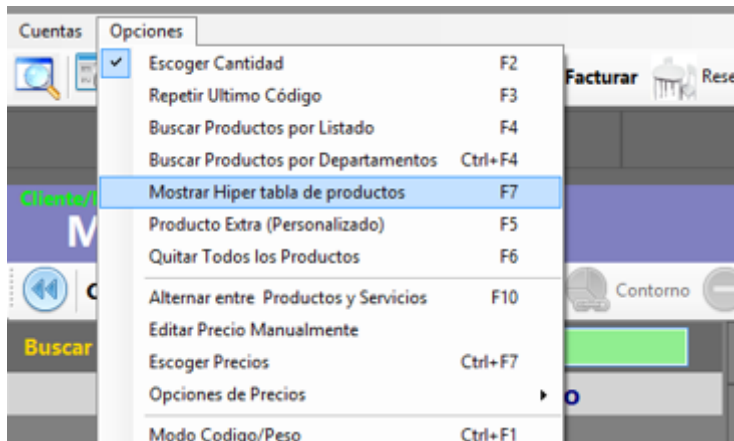 Cuentas Opciones
Escoger Cantidad F2
Facturar
Repetir Ultimo Código F3
Buscar Productos por Listado F4
Buscar Productos por Departamentos Ctrl+F4
Mostrar Hiper tabla de productos F7
Producto Extra (Personalizado) F5
Quitar Todos los Productos F6
Alternar entre Productos y Servicios F10
Contorno
Editar Precio Manualmente
Buscar
Escoger Precios Ctrl+F7
Opciones de Precios
Modo Codigo/Peso Ctrl+F1